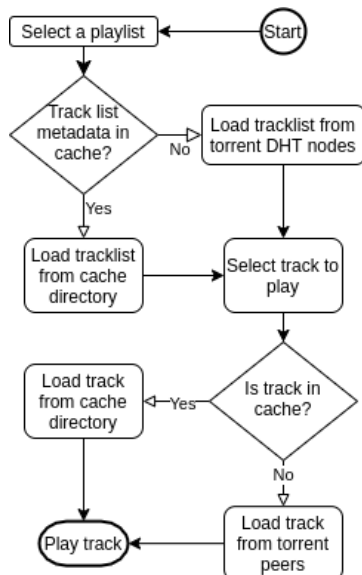 Start
Select a playlist
Track list
metadata in
cache?
No
Load tracklist from
torrent DHT nodes
Yes
Load tracklist
from cache
directory
Select track to
play
Is track in
cache?
Yes
Load track
from cache
directory
No
Load track
from torrent
peers
Play track